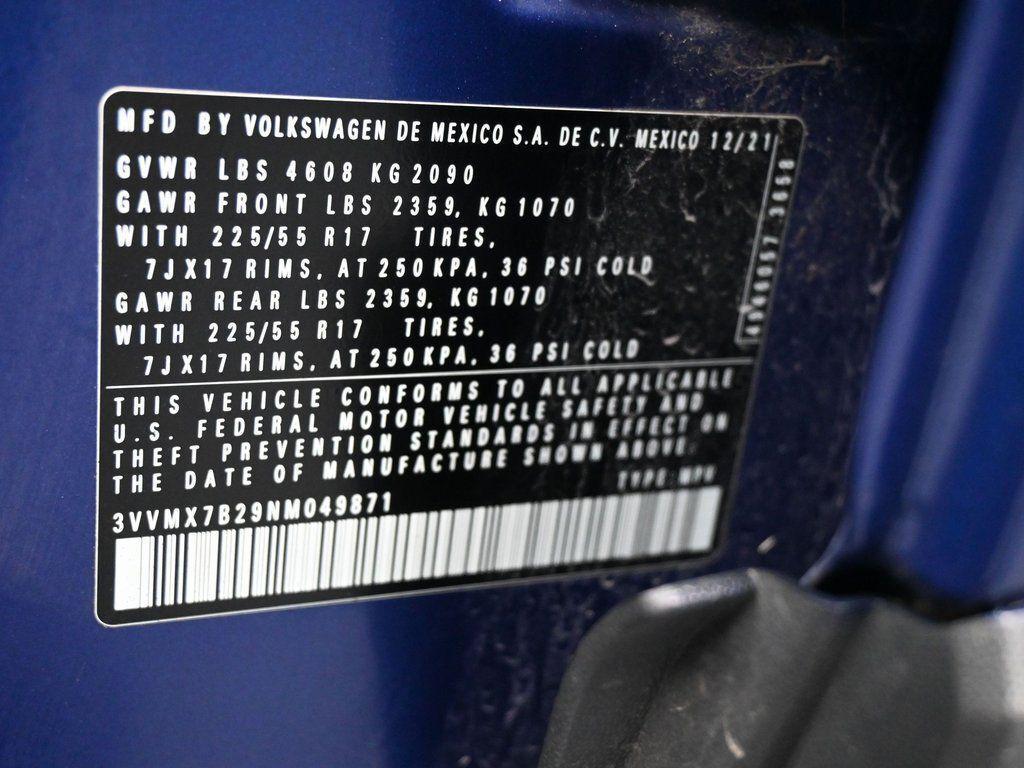 MFD BY VOLKSWAGEN DE MEXICO S.A. DE C.V. MEXICO 12/21
GVWR LBS 4608 KG 2090
GAWR FRONT LBS 2359, KG 1070
WITH 225/55 R17 TIRES,
7JX17 RIMS, AT 250 KPA, 36 PSI COLD
GAWR REAR LBS 2359, KG 1070
WITH 225/55 R17 TIRES,
7JX17 RIMS, AT 250 KPA, 36 PSI COLD
THIS VEHICLE CONFORMS TO ALL APPLICABLE
U.S. FEDERAL MOTOR VEHICLE SAFETY AND
THEFT PREVENTION STANDARDS IN EFFECT ON
THE DATE OF MANUFACTURE SHOWN ABOVE.
TYPE: MPV
3VVMX7B29NM049871